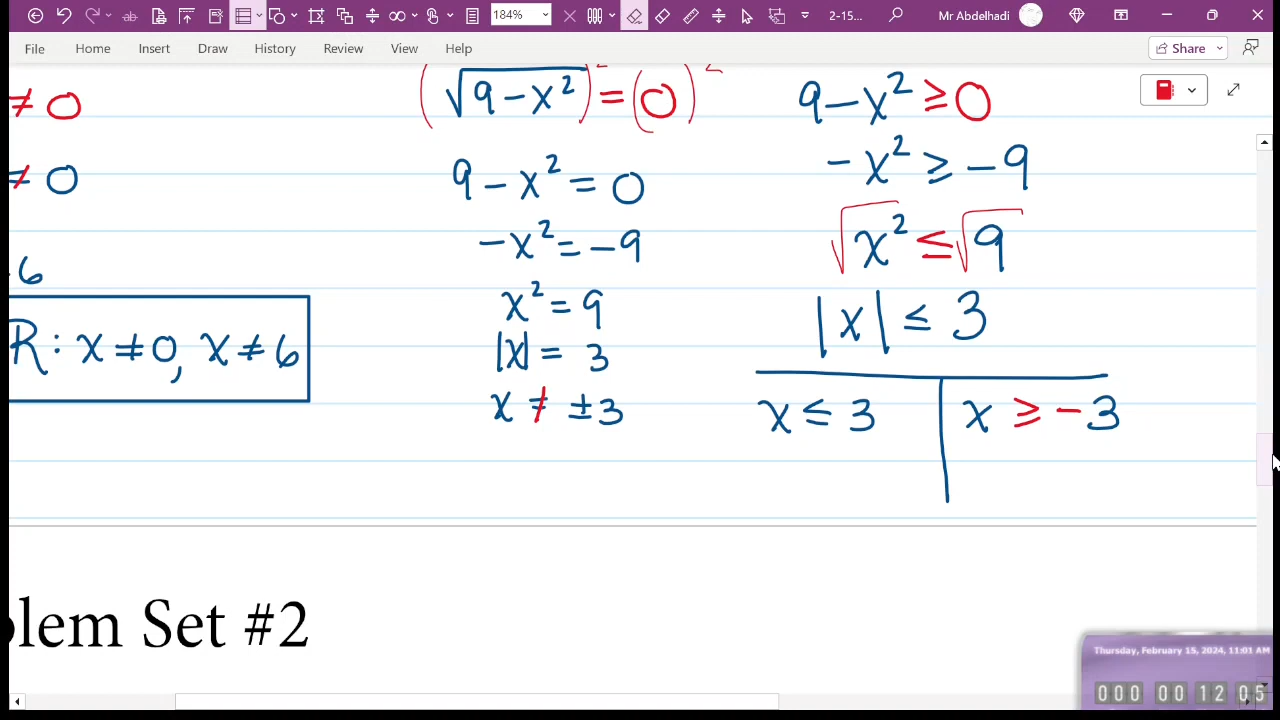 184%
2-15...
Mr Abdelhadi
File Home Insert Draw History Review View Help
Share
≠ 0
≠ 0
6
R: x ≠ 0, x ≠ 6
(√9 − x²)² = (0)²
9 − x² = 0
−x² = −9
x² = 9
|x| = 3
x ≠ ±3
9 − x² ≥ 0
−x² ≥ −9
√x² ≤ √9
|x| ≤ 3
x ≤ 3 x ≥ −3
blem Set #2
Thursday, February 15, 2024, 11:01 AM
000 00 12 05